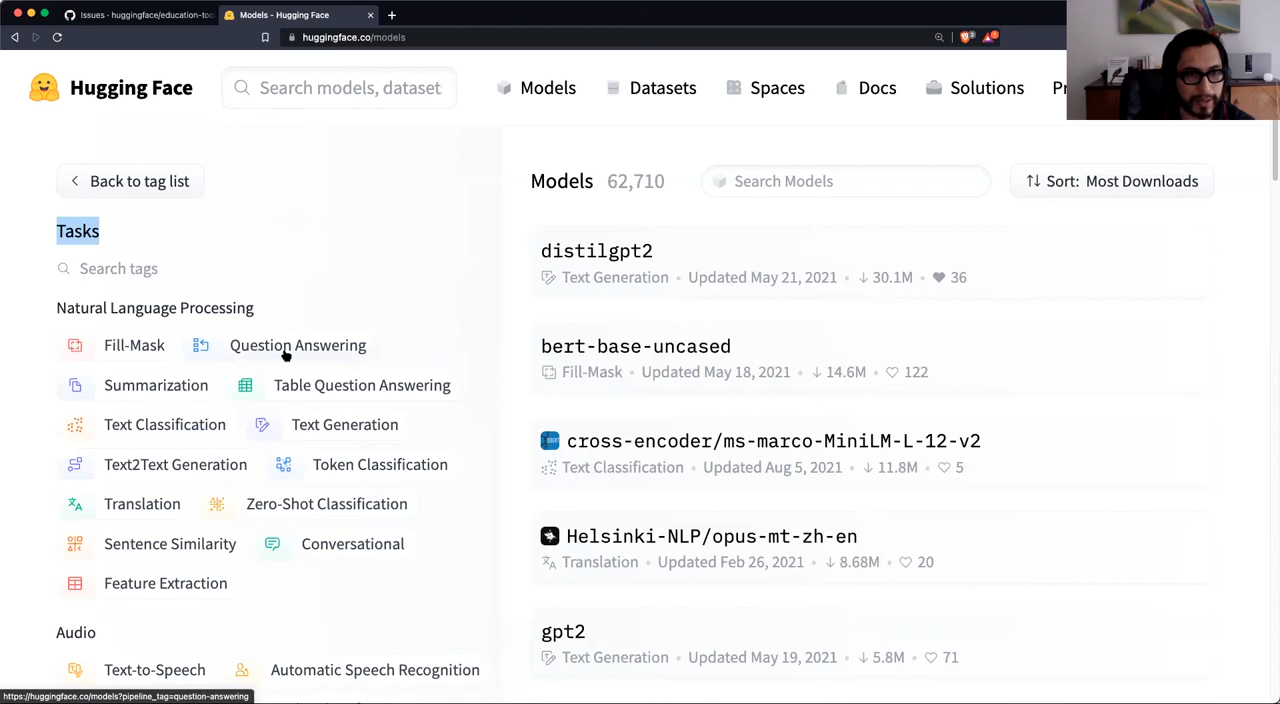 Issues · huggingface/education-too
Models - Hugging Face
huggingface.co/models
Hugging Face
Search models, dataset
Models
Datasets
Spaces
Docs
Solutions
Pr
Back to tag list
Tasks
Search tags
Natural Language Processing
Fill-Mask
Question Answering
Summarization
Table Question Answering
Text Classification
Text Generation
Text2Text Generation
Token Classification
Translation
Zero-Shot Classification
Sentence Similarity
Conversational
Feature Extraction
Audio
Text-to-Speech
Automatic Speech Recognition
Models 62,710
Search Models
Sort: Most Downloads
distilgpt2
Text Generation • Updated May 21, 2021 • ↓ 30.1M • ♥ 36
bert-base-uncased
Fill-Mask • Updated May 18, 2021 • ↓ 14.6M • ♡ 122
cross-encoder/ms-marco-MiniLM-L-12-v2
Text Classification • Updated Aug 5, 2021 • ↓ 11.8M • ♡ 5
Helsinki-NLP/opus-mt-zh-en
Translation • Updated Feb 26, 2021 • ↓ 8.68M • ♡ 20
gpt2
Text Generation • Updated May 19, 2021 • ↓ 5.8M • ♡ 71
https://huggingface.co/models?pipeline_tag=question-answering